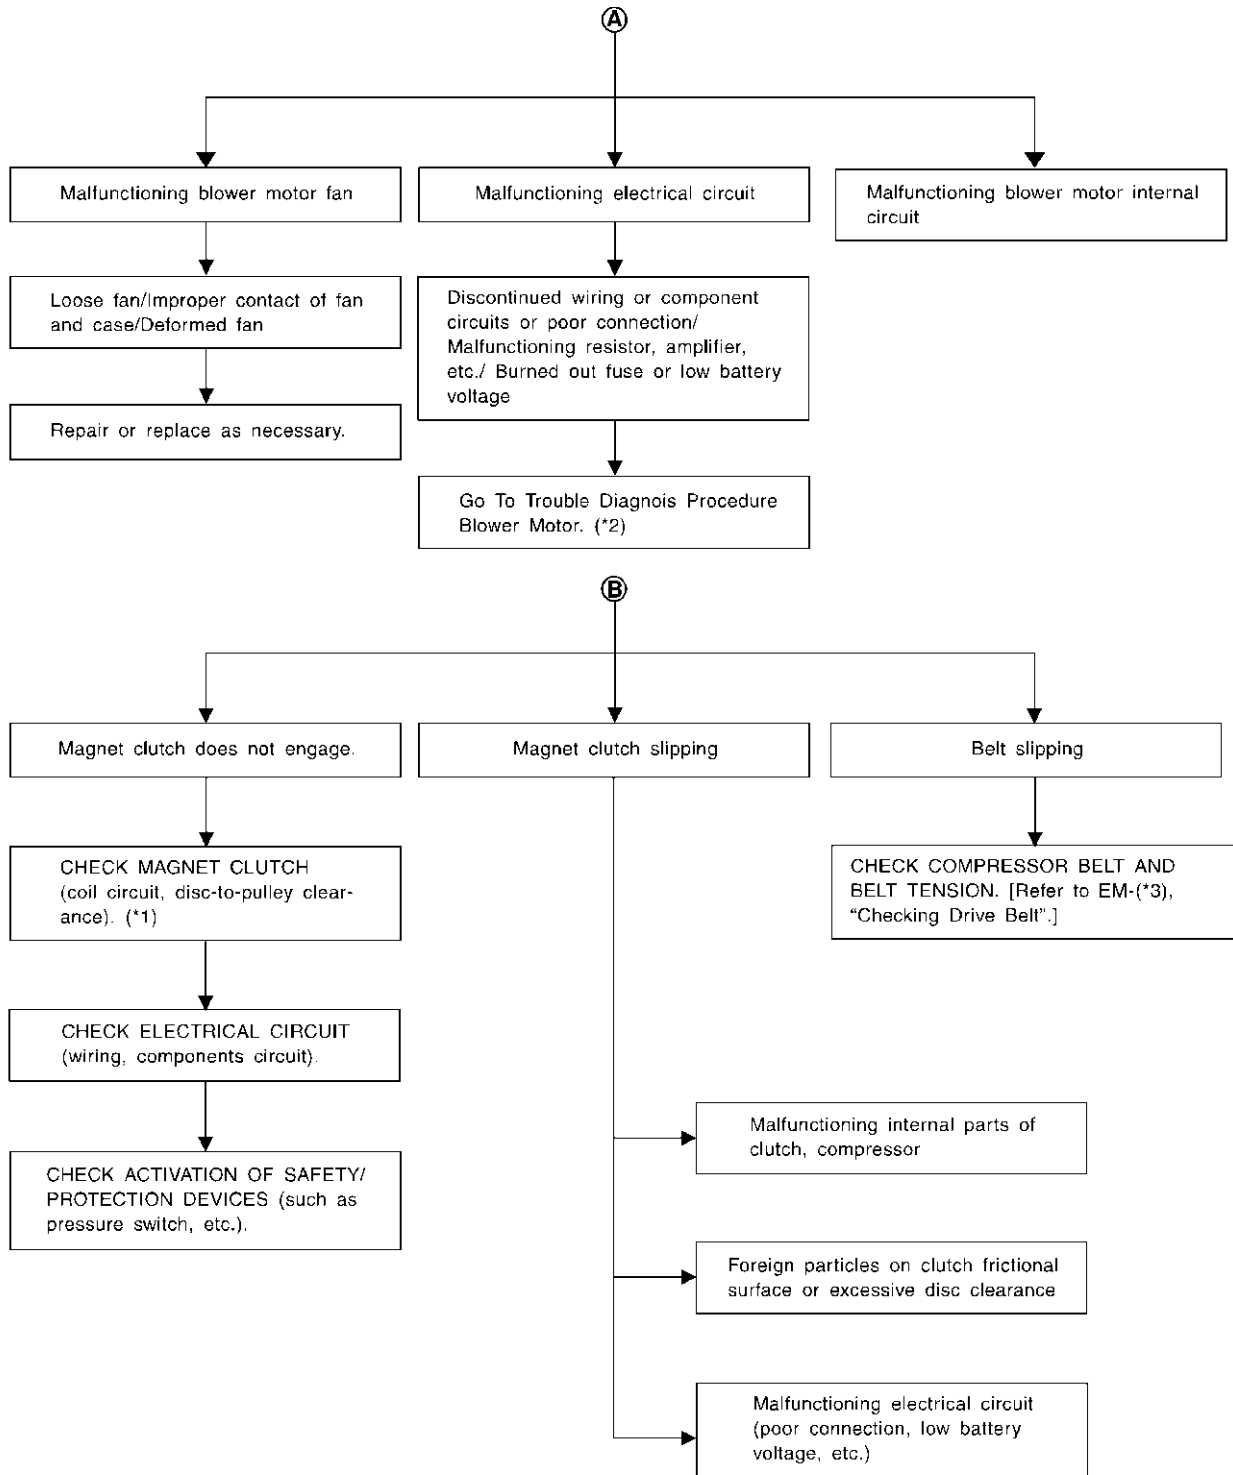 A
Malfunctioning blower motor fan
Malfunctioning electrical circuit
Malfunctioning blower motor internal
circuit
Loose fan/Improper contact of fan
and case/Deformed fan
Discontinued wiring or component
circuits or poor connection/
Malfunctioning resistor, amplifier,
etc./ Burned out fuse or low battery
voltage
Repair or replace as necessary.
Go To Trouble Diagnois Procedure
Blower Motor. (*2)
B
Magnet clutch does not engage.
Magnet clutch slipping
Belt slipping
CHECK MAGNET CLUTCH
(coil circuit, disc-to-pulley clear-
ance). (*1)
CHECK COMPRESSOR BELT AND
BELT TENSION. [Refer to EM-(*3),
“Checking Drive Belt”.]
CHECK ELECTRICAL CIRCUIT
(wiring, components circuit).
CHECK ACTIVATION OF SAFETY/
PROTECTION DEVICES (such as
pressure switch, etc.).
Malfunctioning internal parts of
clutch, compressor
Foreign particles on clutch frictional
surface or excessive disc clearance
Malfunctioning electrical circuit
(poor connection, low battery
voltage, etc.)